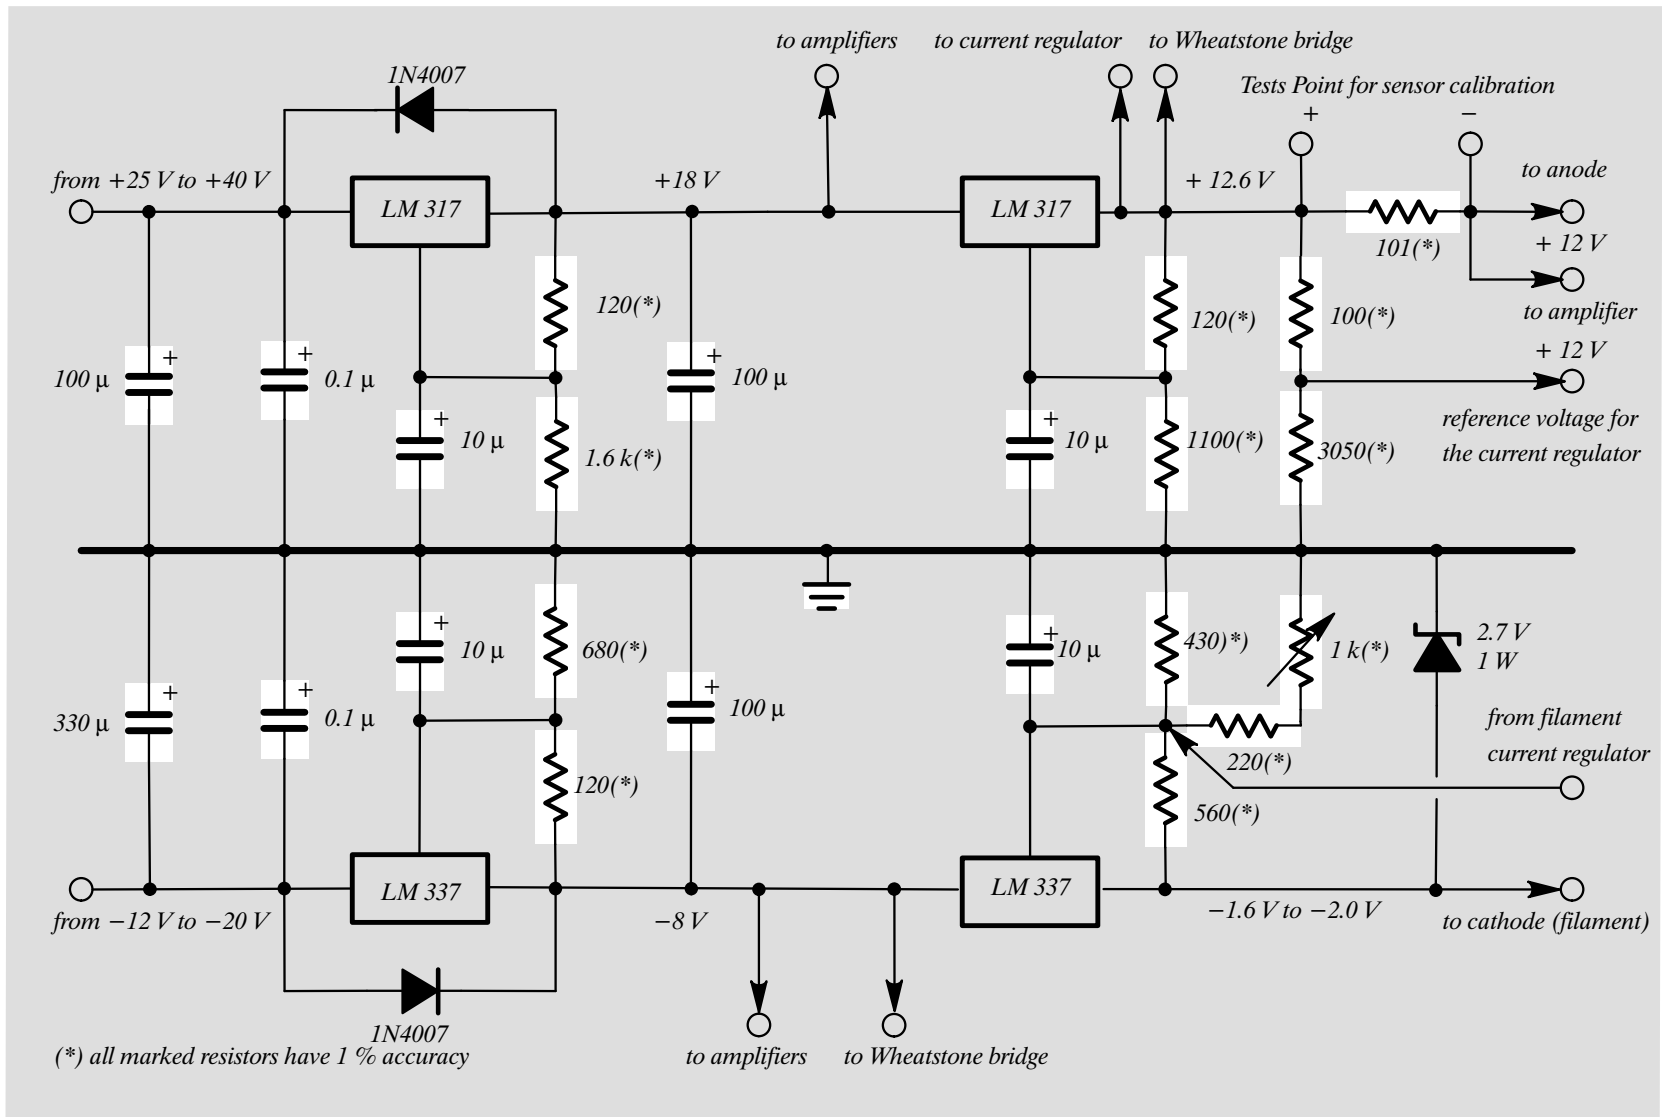 to amplifiers
to current regulator
to Wheatstone bridge
1N4007
Tests Point for sensor calibration
+
−
from +25 V to +40 V
LM 317
+18 V
LM 317
+ 12.6 V
to anode
101(*)
+ 12 V
120(*)
120(*)
100(*)
to amplifier
+ 12 V
100 µ
+
0.1 µ
+
100 µ
+
10 µ
+
1.6 k(*)
10 µ
+
1100(*)
3050(*)
reference voltage for
the current regulator
10 µ
+
680(*)
10 µ
+
430)*)
1 k(*)
2.7 V
1 W
330 µ
+
0.1 µ
+
100 µ
+
from filament
current regulator
220(*)
120(*)
560(*)
LM 337
LM 337
from −12 V to −20 V
−8 V
−1.6 V to −2.0 V
to cathode (filament)
1N4007
(*) all marked resistors have 1 % accuracy
to amplifiers
to Wheatstone bridge